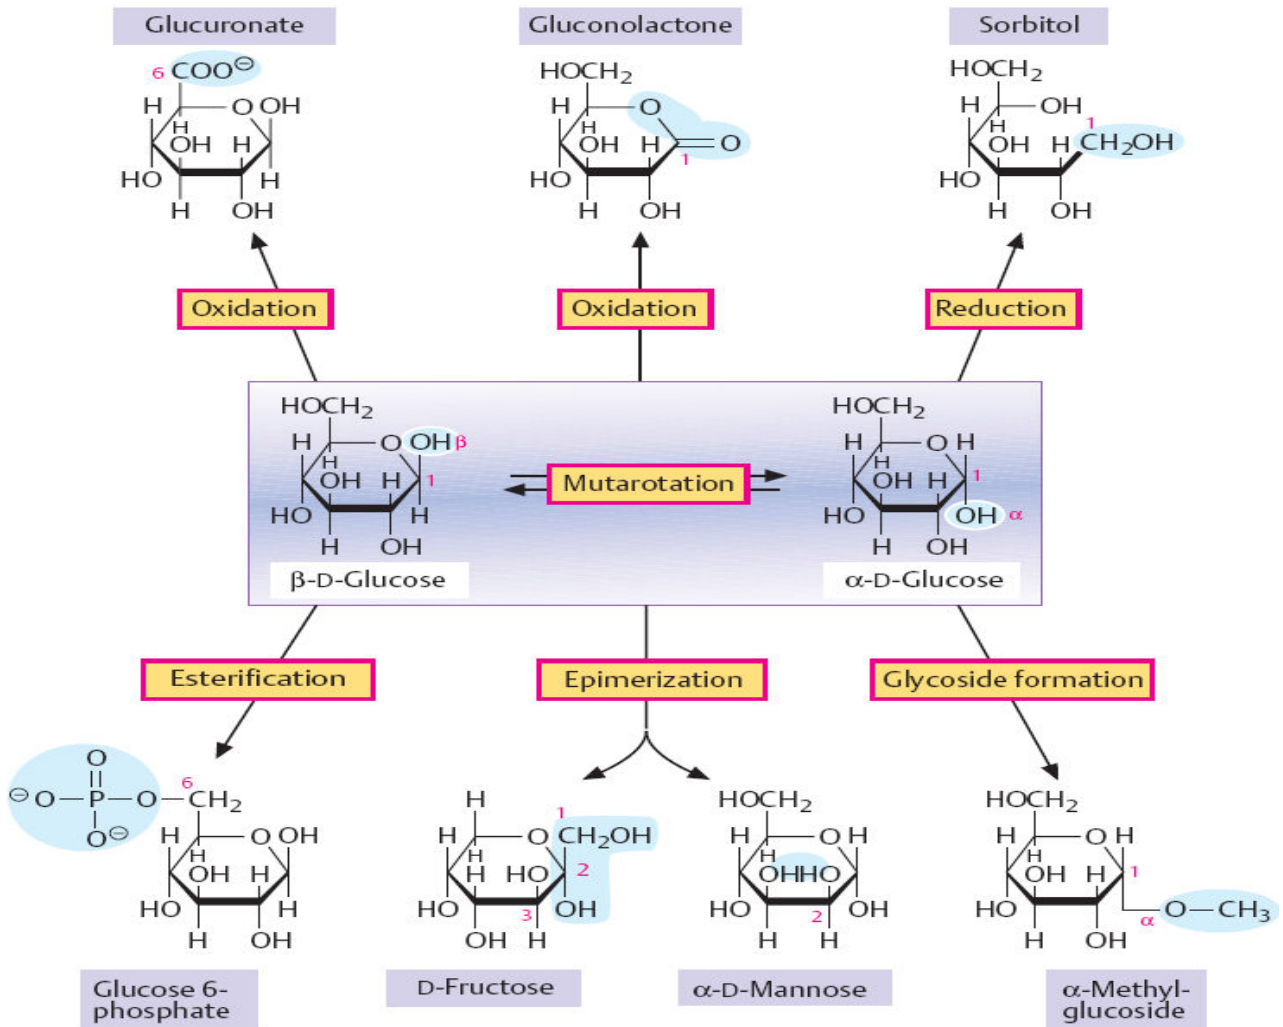 Glucuronate
Gluconolactone
Sorbitol
6 COO⊖
H
O
OH
H
OH
H
H
HO
H
H
OH
HOCH₂
H
O
H
OH
H
O
1
HO
H
OH
HOCH₂
H
OH
H
1
OH
H
CH₂OH
HO
H
OH
Oxidation
Oxidation
Reduction
HOCH₂
H
O
OH β
H
OH
H
1
HO
H
H
OH
β-D-Glucose
Mutarotation
HOCH₂
H
O
H
H
OH
H
1
HO
OH α
H
OH
α-D-Glucose
Esterification
Epimerization
Glycoside formation
O
⊖ O
P
O
6
CH₂
O⊖
H
O
OH
H
OH
H
HO
H
H
OH
H
1
H
O
CH₂OH
H
HO
2
HO
3
OH
OH
H
HOCH₂
H
O
H
H
OHHO
HO
2
OH
H
H
HOCH₂
H
O
H
H
OH
H
1
HO
α
O
CH₃
H
OH
Glucose 6-
phosphate
D-Fructose
α-D-Mannose
α-Methyl-
glucoside